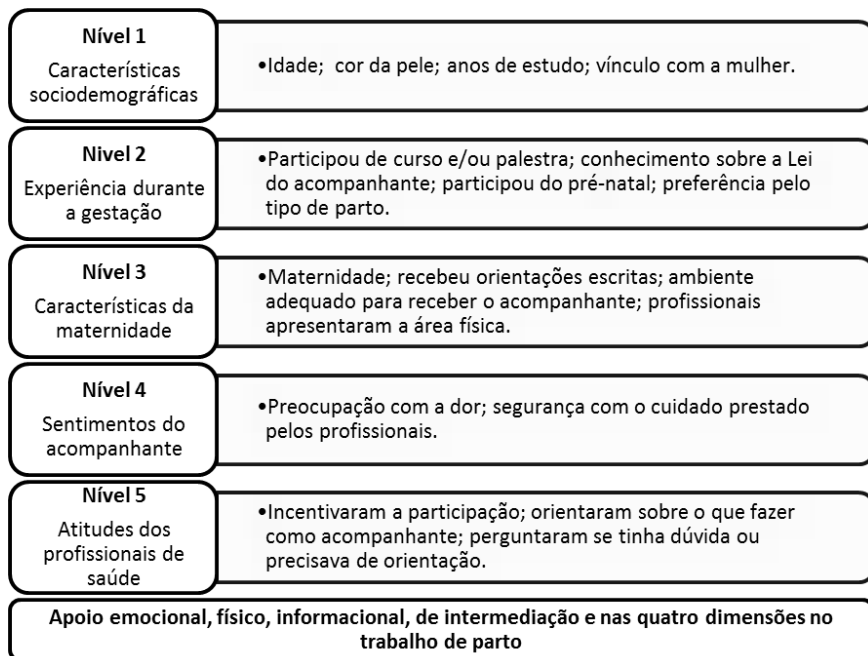 Nível 1
Características
sociodemográficas
•Idade; cor da pele; anos de estudo; vínculo com a mulher.
Nivel 2
Experiência durante
a gestação
•Participou de curso e/ou palestra; conhecimento sobre a Lei
do acompanhante; participou do pré-natal; preferência pelo
tipo de parto.
Nível 3
Características da
maternidade
•Maternidade; recebeu orientações escritas; ambiente
adequado para receber o acompanhante; profissionais
apresentaram a área física.
Nível 4
Sentimentos do
acompanhante
•Preocupação com a dor; segurança com o cuidado prestado
pelos profissionais.
Nível 5
Atitudes dos
profissionais de
saúde
•Incentivaram a participação; orientaram sobre o que fazer
como acompanhante; perguntaram se tinha dúvida ou
precisava de orientação.
Apoio emocional, físico, informacional, de intermediação e nas quatro dimensões no
trabalho de parto